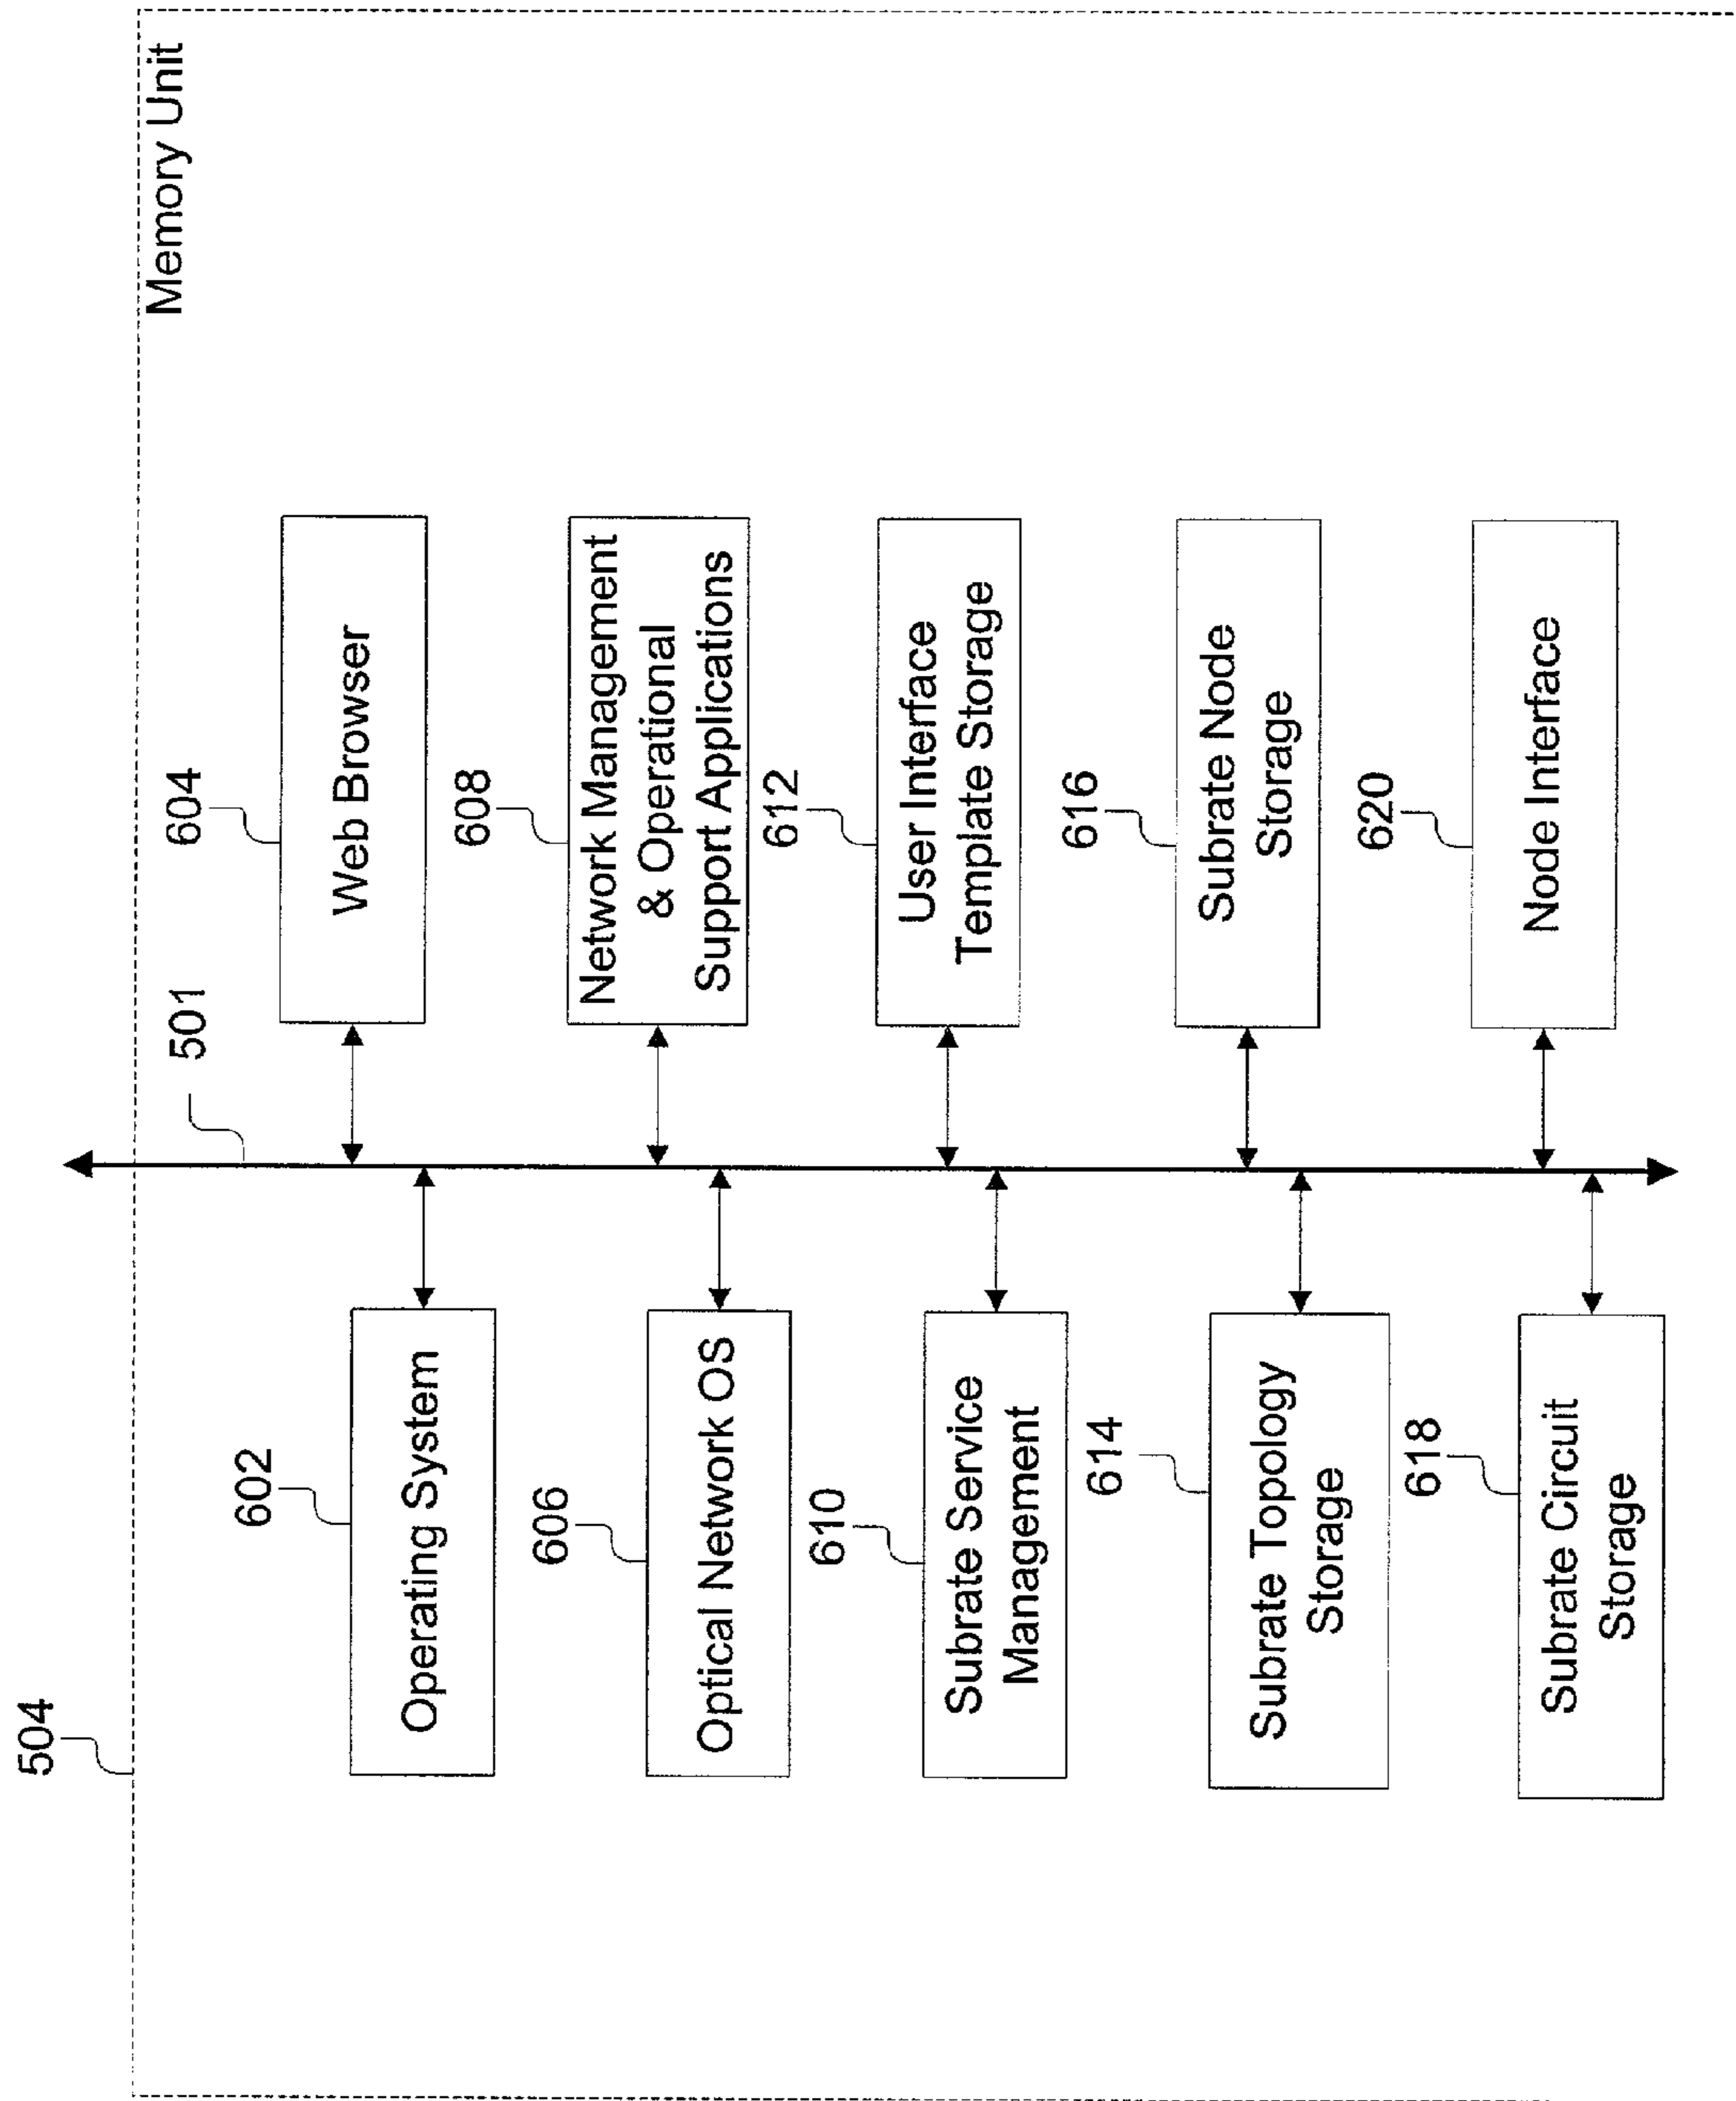 504
Memory Unit
501
602
Operating System
604
Web Browser
606
Optical Network OS
608
Network Management
& Operational
Support Applications
610
Subrate Service
Management
612
User Interface
Template Storage
614
Subrate Topology
Storage
616
Subrate Node
Storage
618
Subrate Circuit
Storage
620
Node Interface